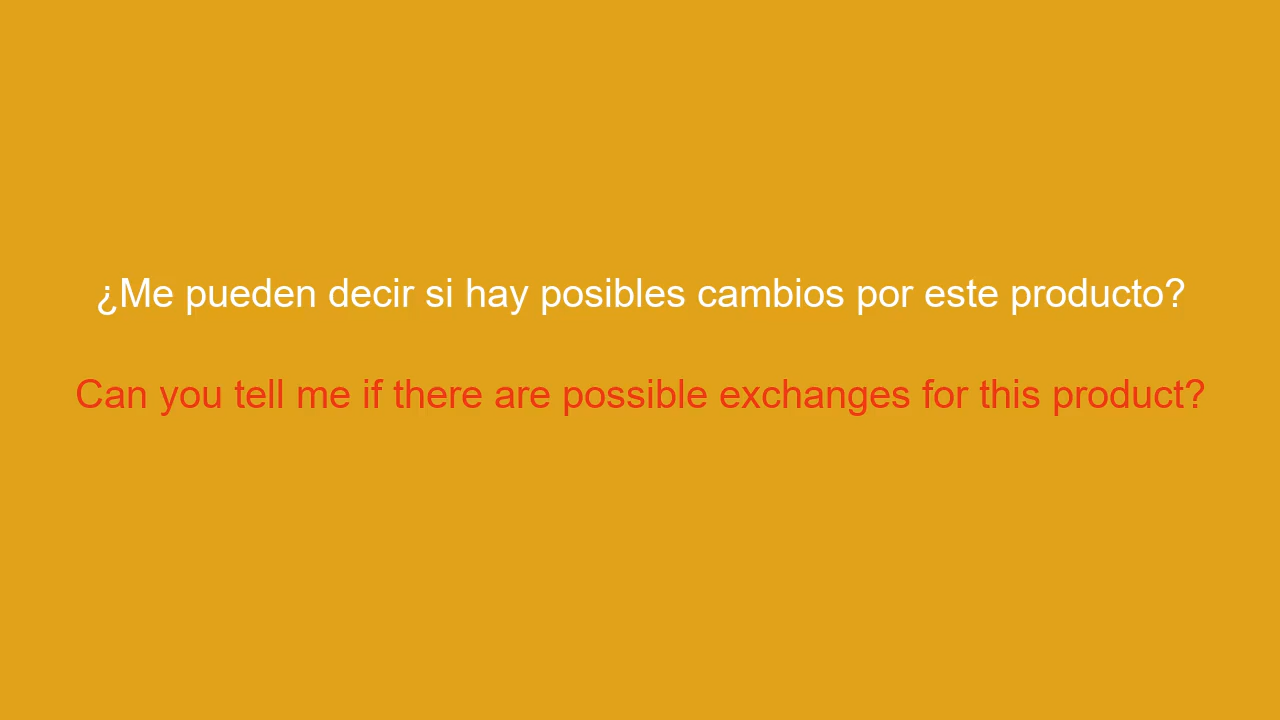 ¿Me pueden decir si hay posibles cambios por este producto?
Can you tell me if there are possible exchanges for this product?